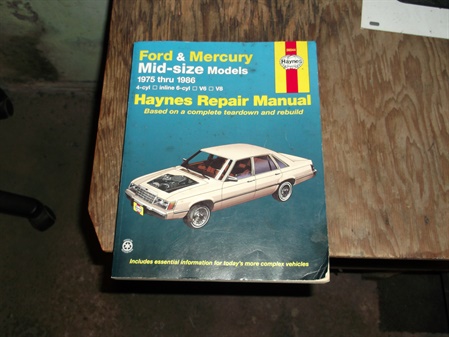 Haynes
Ford & Mercury
Mid-size Models
1975 thru 1986
4-cyl □ inline 6-cyl □ V6 □ V8
Haynes Repair Manual
Based on a complete teardown and rebuild
Includes essential information for today's more complex vehicles